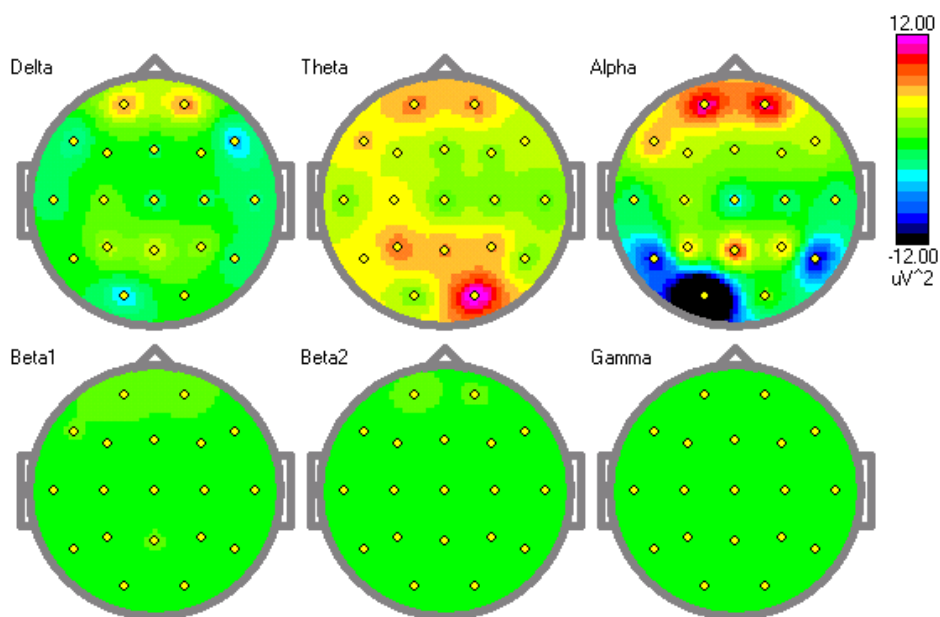 Delta
Theta
Alpha
12.00
-12.00
uV^2
Beta1
Beta2
Gamma